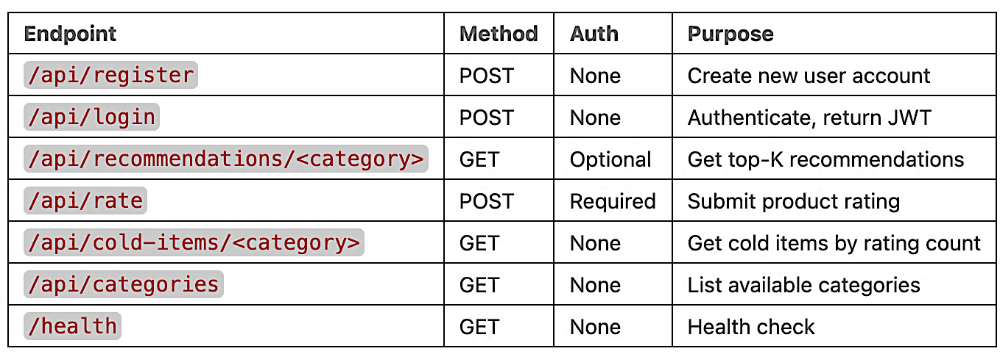 Endpoint Method Auth Purpose
/api/register POST None Create new user account
/api/login POST None Authenticate, return JWT
/api/recommendations/<category> GET Optional Get top-K recommendations
/api/rate POST Required Submit product rating
/api/cold-items/<category> GET None Get cold items by rating count
/api/categories GET None List available categories
/health GET None Health check